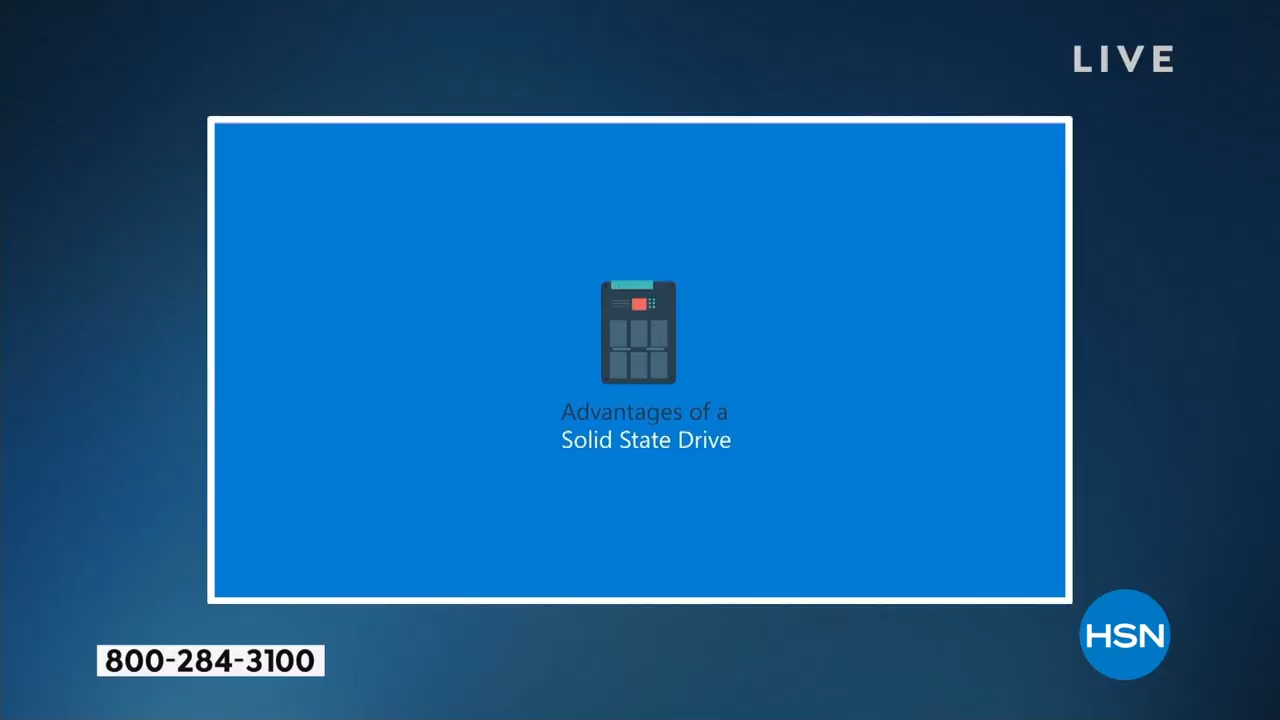 LIVE
Advantages of a
Solid State Drive
800-284-3100
HSN